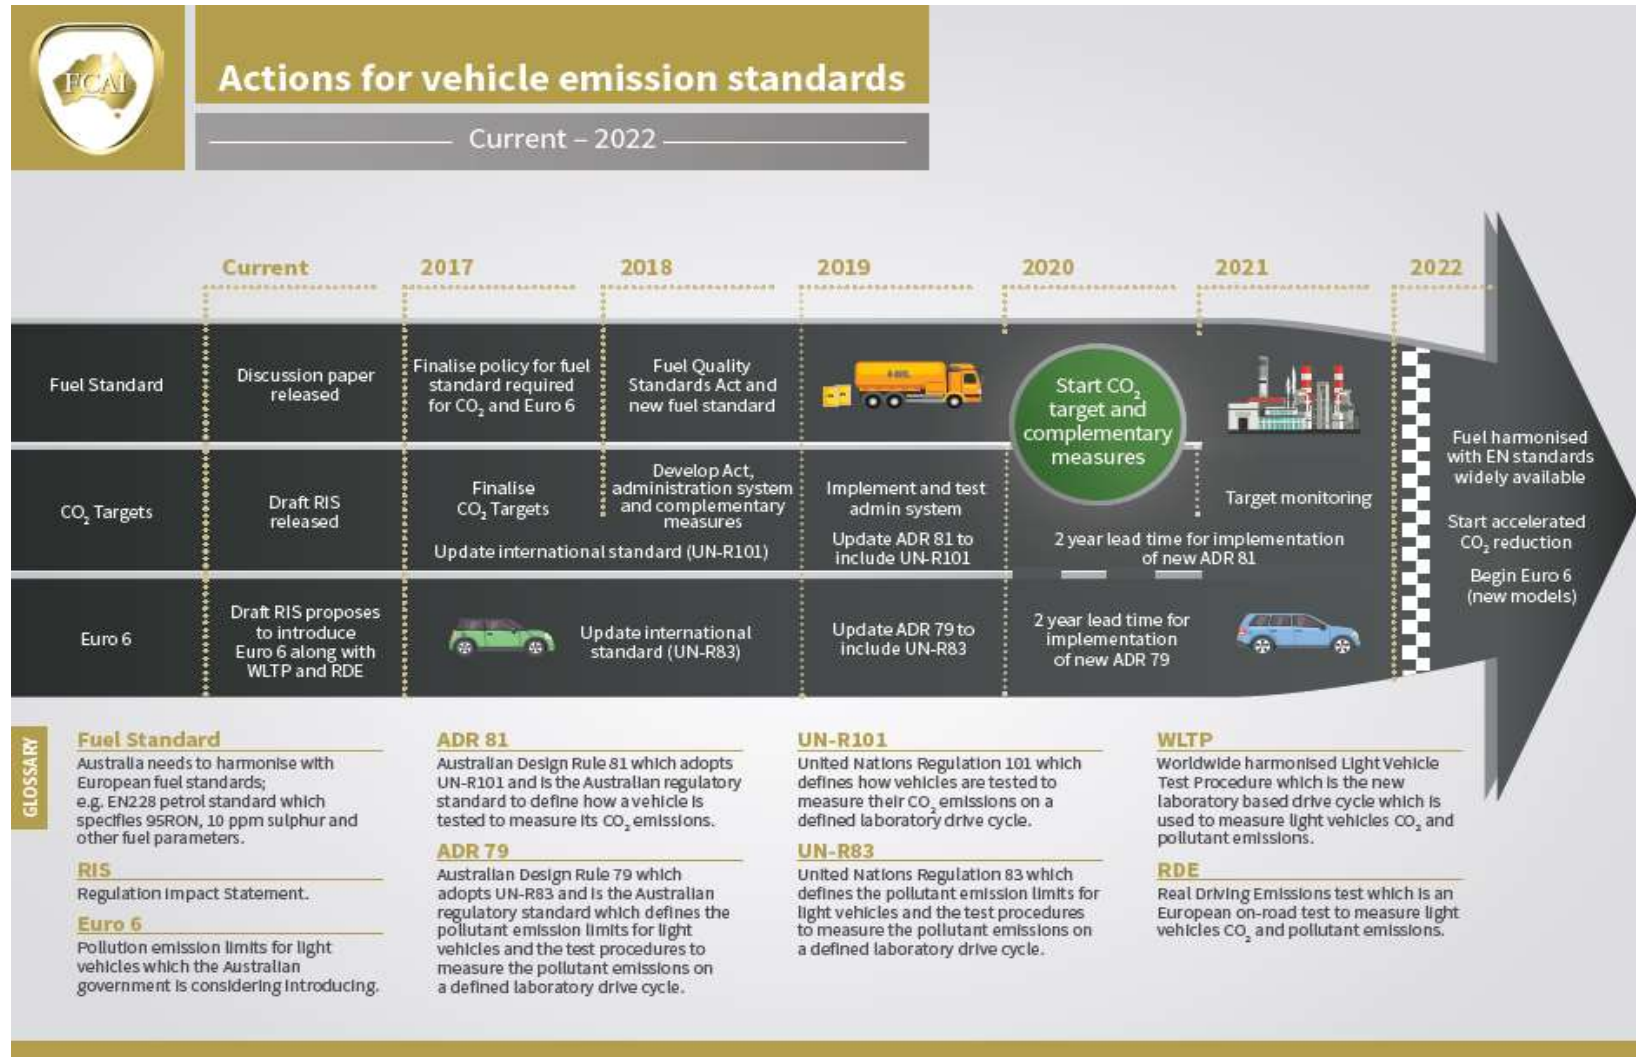 FCAI
Actions for vehicle emission standards
Current – 2022
Current
2017
2018
2019
2020
2021
2022
Fuel Standard
Discussion paper
released
Finalise policy for fuel
standard required
for CO₂ and Euro 6
Fuel Quality
Standards Act and
new fuel standard
Start CO₂
target and
complementary
measures
CO₂ Targets
Draft RIS
released
Finalise
CO₂ Targets
Develop Act,
administration system
and complementary
measures
Update international standard (UN-R101)
Implement and test
admin system
Update ADR 81 to
include UN-R101
Target monitoring
2 year lead time for implementation
of new ADR 81
Euro 6
Draft RIS proposes
to introduce
Euro 6 along with
WLTP and RDE
Update international
standard (UN-R83)
Update ADR 79 to
include UN-R83
2 year lead time for
implementation
of new ADR 79
Fuel harmonised
with EN standards
widely available
Start accelerated
CO₂ reduction
Begin Euro 6
(new models)
GLOSSARY
Fuel Standard
Australia needs to harmonise with
European fuel standards;
e.g. EN228 petrol standard which
specifies 95RON, 10 ppm sulphur and
other fuel parameters.
RIS
Regulation Impact Statement.
Euro 6
Pollution emission limits for light
vehicles which the Australian
government is considering introducing.
ADR 81
Australian Design Rule 81 which adopts
UN-R101 and is the Australian regulatory
standard to define how a vehicle is
tested to measure its CO₂ emissions.
ADR 79
Australian Design Rule 79 which
adopts UN-R83 and is the Australian
regulatory standard which defines the
pollutant emission limits for light
vehicles and the test procedures to
measure the pollutant emissions on
a defined laboratory drive cycle.
UN-R101
United Nations Regulation 101 which
defines how vehicles are tested to
measure their CO₂ emissions on a
defined laboratory drive cycle.
UN-R83
United Nations Regulation 83 which
defines the pollutant emission limits for
light vehicles and the test procedures
to measure the pollutant emissions on
a defined laboratory drive cycle.
WLTP
Worldwide harmonised Light Vehicle
Test Procedure which is the new
laboratory based drive cycle which is
used to measure light vehicles CO₂ and
pollutant emissions.
RDE
Real Driving Emissions test which is an
European on-road test to measure light
vehicles CO₂ and pollutant emissions.